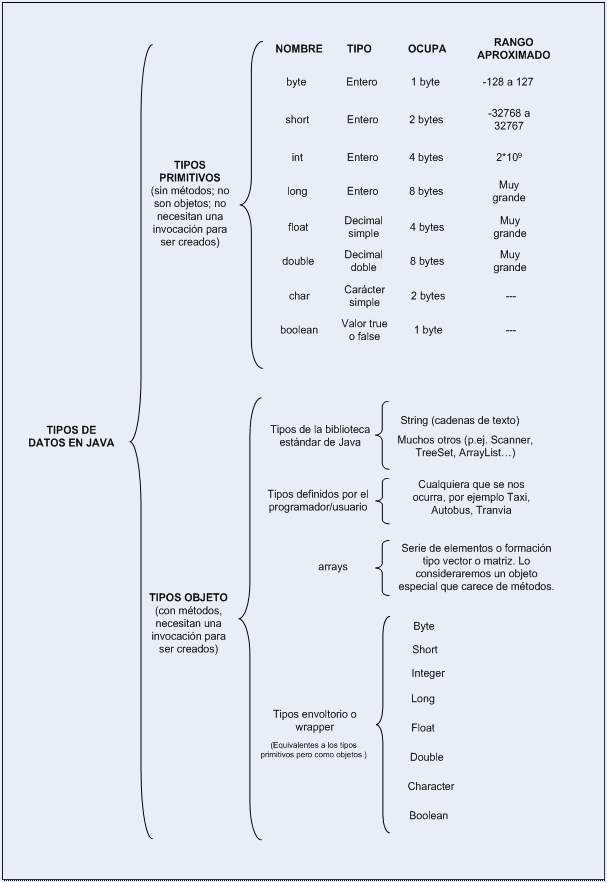 NOMBRE TIPO OCUPA RANGO APROXIMADO
byte Entero 1 byte -128 a 127
short Entero 2 bytes -32768 a
32767
TIPOS
PRIMITIVOS
(sin métodos; no
son objetos; no
necesitan una
invocación para
ser creados)
int Entero 4 bytes 2*10⁹
long Entero 8 bytes Muy
grande
float Decimal
simple 4 bytes Muy
grande
double Decimal
doble 8 bytes Muy
grande
char Carácter
simple 2 bytes ---
boolean Valor true
o false 1 byte ---
TIPOS DE
DATOS EN JAVA
Tipos de la biblioteca
estándar de Java
String (cadenas de texto)
Muchos otros (p.ej. Scanner,
TreeSet, ArrayList…)
Tipos definidos por el
programador/usuario
Cualquiera que se nos
ocurra, por ejemplo Taxi,
Autobus, Tranvia
arrays
Serie de elementos o formación
tipo vector o matriz. Lo
consideraremos un objeto
especial que carece de métodos.
TIPOS OBJETO
(con métodos,
necesitan una
invocación para
ser creados)
Tipos envoltorio o
wrapper
(Equivalentes a los tipos
primitivos pero como objetos.)
Byte
Short
Integer
Long
Float
Double
Character
Boolean